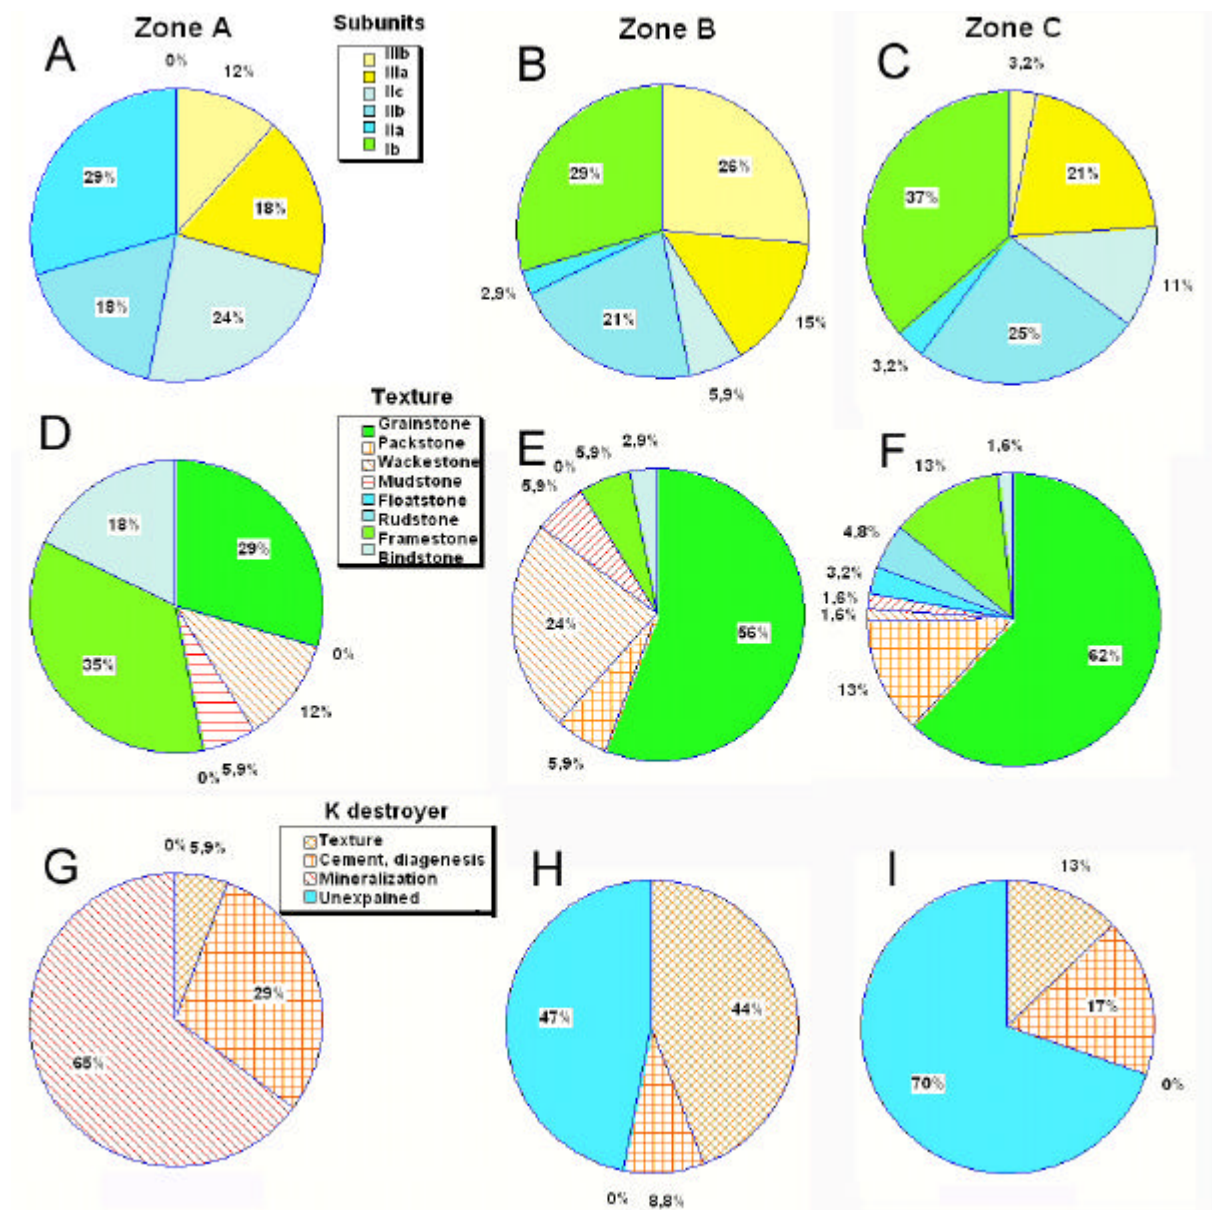 Zone A
Subunits
Zone B
Zone C
A
0%
12%
IIIb
IIIa
IIc
IIb
IIa
Ib
B
C
3,2%
29%
18%
18%
24%
29%
26%
2,9%
21%
15%
5,9%
37%
21%
11%
25%
3,2%
Texture
D
Grainstone
Packstone
Wackestone
Mudstone
Floatstone
Rudstone
Framestone
Bindstone
18%
29%
35%
0%
12%
0%
5,9%
E
5,9%
0%
5,9%
2,9%
24%
56%
5,9%
F
13%
1,6%
4,8%
3,2%
1,6%
1,6%
13%
62%
K destroyer
G
0%
5,9%
Texture
Cement, diagenesis
Mineralization
Unexpained
29%
65%
H
47%
44%
0%
8,8%
I
13%
17%
0%
70%